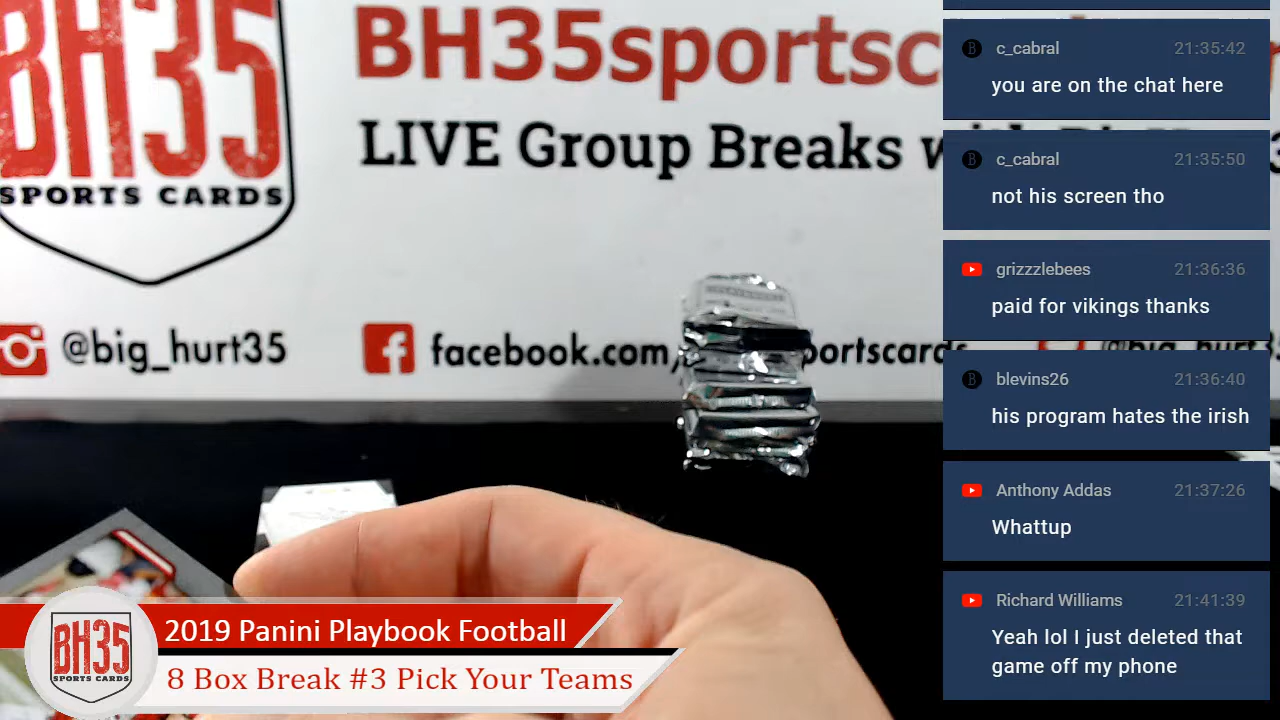 BH35
SPORTS CARDS
BH35sportsc
LIVE Group Breaks
@big_hurt35
facebook.com
portscards
@big_hurt3
c_cabral 21:35:42
you are on the chat here
c_cabral 21:35:50
not his screen tho
grizzzlebees 21:36:36
paid for vikings thanks
blevins26 21:36:40
his program hates the irish
Anthony Addas 21:37:26
Whattup
Richard Williams 21:41:39
Yeah lol I just deleted that
game off my phone
BH35
SPORTS CARDS
2019 Panini Playbook Football
8 Box Break #3 Pick Your Teams